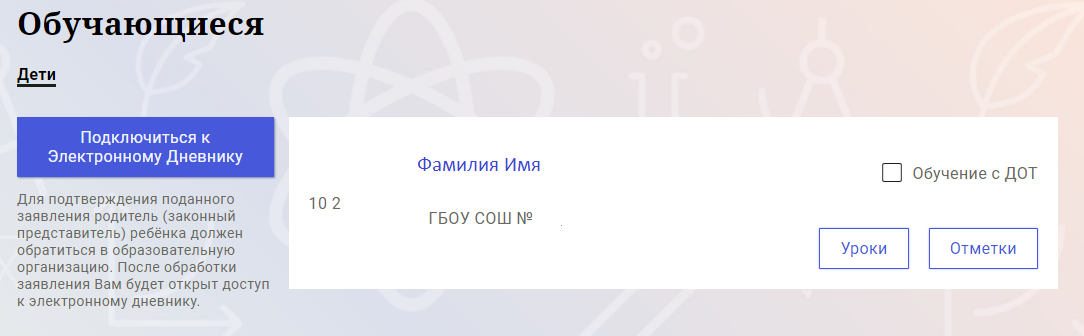 Обучающиеся
Дети
Подключиться к
Электронному Дневнику
Для подтверждения поданного
заявления родитель (законный
представитель) ребёнка должен
обратиться в образовательную
организацию. После обработки
заявления Вам будет открыт доступ
к электронному дневнику.
Фамилия Имя
10 2
ГБОУ СОШ №
Обучение с ДОТ
Уроки
Отметки